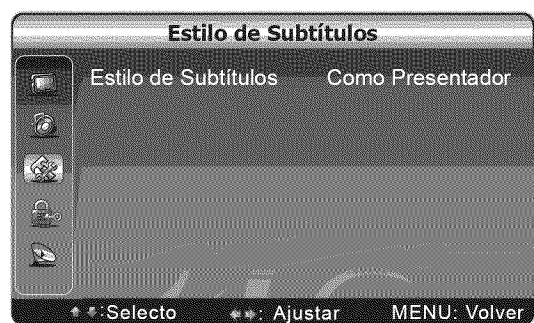 Estilo de Subtítulos
Estilo de Subtítulos Como Presentador
:Selecto : Ajustar MENU: Volver